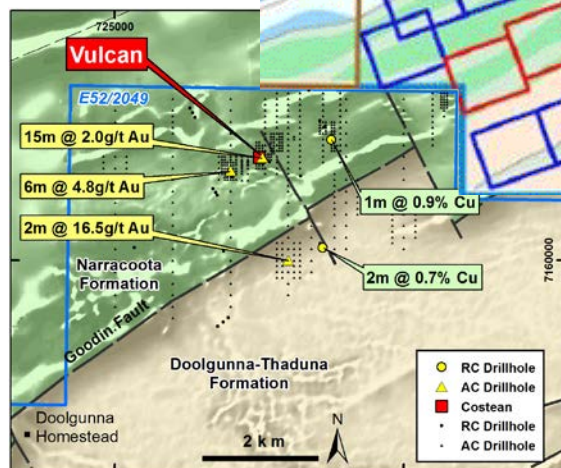 725000
Vulcan
E52/2049
15m @ 2.0g/t Au
6m @ 4.8g/t Au
1m @ 0.9% Cu
2m @ 16.5g/t Au
7160000
Narracoota
Formation
2m @ 0.7% Cu
Goodin Fault
Doolgunna-Thaduna
Formation
RC Drillhole
AC Drillhole
Costean
RC Drillhole
AC Drillhole
Doolgunna
Homestead
N
2 k m